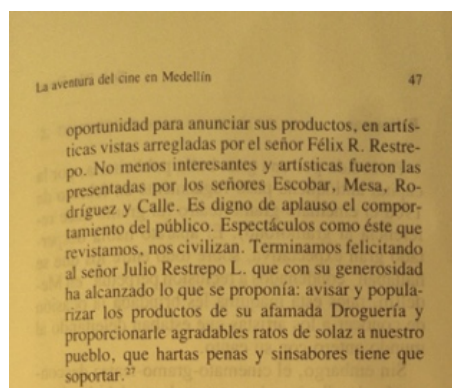 La aventura del cine en Medellín 47
oportunidad para anunciar sus productos, en artís-
ticas vistas arregladas por el señor Félix R. Restre-
po. No menos interesantes y artísticas fueron las
presentadas por los señores Escobar, Mesa, Ro-
dríguez y Calle. Es digno de aplauso el compor-
tamiento del público. Espectáculos como éste que
revistamos, nos civilizan. Terminamos felicitando
al señor Julio Restrepo L. que con su generosidad
ha alcanzado lo que se proponía: avisar y popula-
rizar los productos de su afamada Droguería y
proporcionarle agradables ratos de solaz a nuestro
pueblo, que hartas penas y sinsabores tiene que
soportar.²⁷